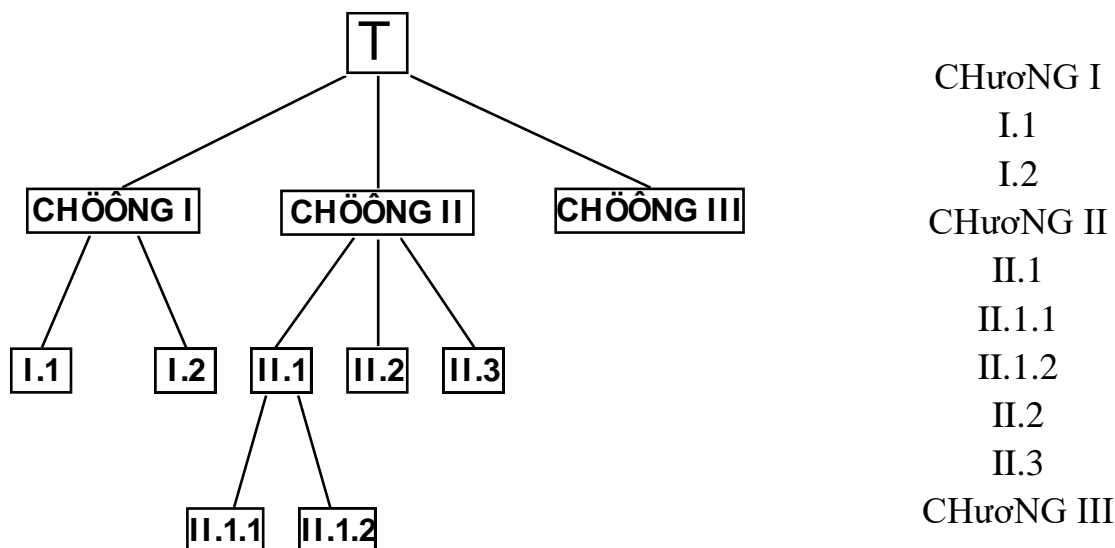 T
CHÖÔNG I
CHÖÔNG II
CHÖÔNG III
I.1
I.2
II.1
II.2
II.3
II.1.1
II.1.2
CHươNG I
I.1
I.2
CHươNG II
II.1
II.1.1
II.1.2
II.2
II.3
CHươNG III